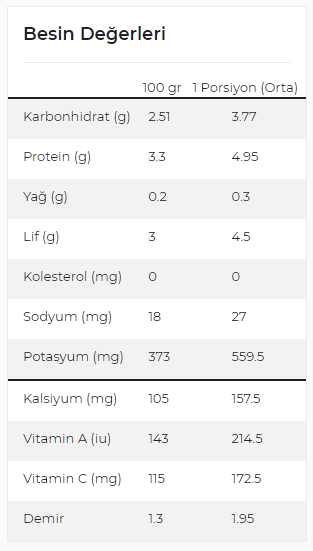 Besin Değerleri
100 gr 1 Porsiyon (Orta)
Karbonhidrat (g) 2.51 3.77
Protein (g) 3.3 4.95
Yağ (g) 0.2 0.3
Lif (g) 3 4.5
Kolesterol (mg) 0 0
Sodyum (mg) 18 27
Potasyum (mg) 373 559.5
Kalsiyum (mg) 105 157.5
Vitamin A (iu) 143 214.5
Vitamin C (mg) 115 172.5
Demir 1.3 1.95